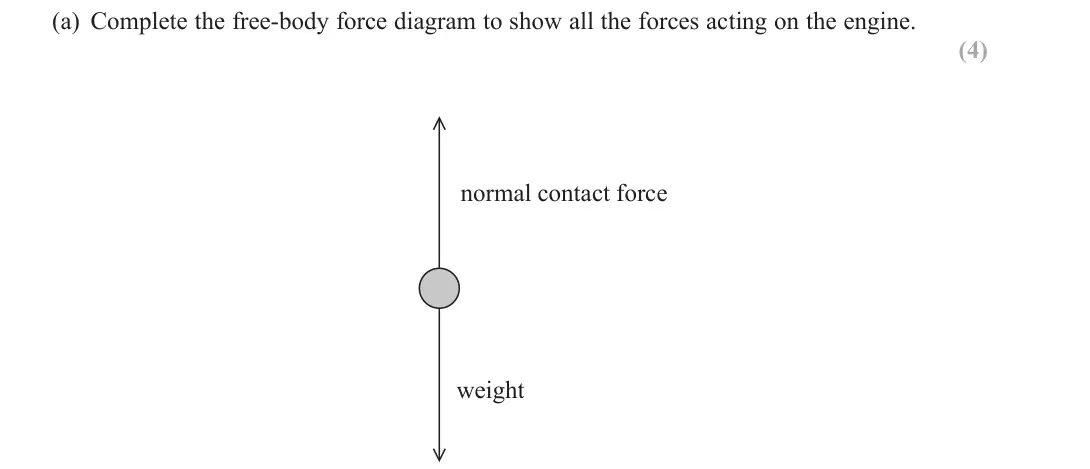 (a) Complete the free-body force diagram to show all the forces acting on the engine.
(4)
normal contact force
weight